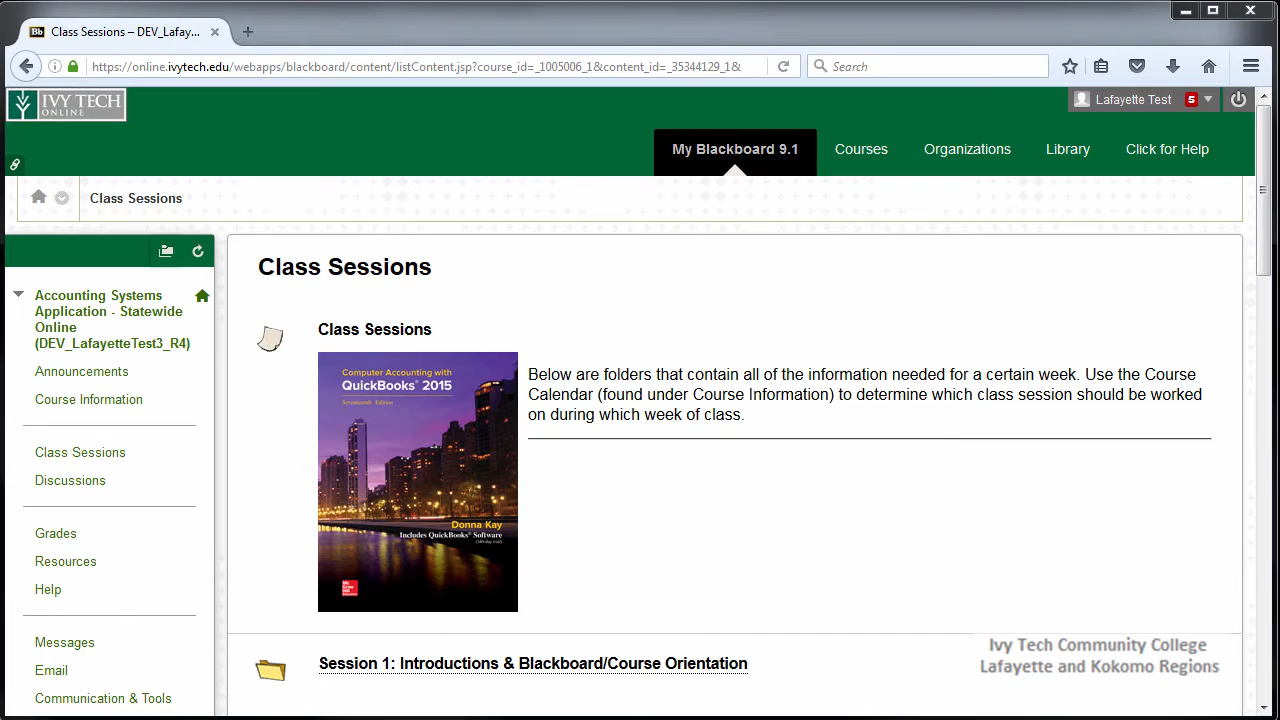 Class Sessions – DEV_Lafay...
https://online.ivytech.edu/webapps/blackboard/content/listContent.jsp?course_id=_1005006_1&content_id=_35344129_1&
Search
IVY TECH
ONLINE
Lafayette Test 5
My Blackboard 9.1 Courses Organizations Library Click for Help
Class Sessions
Accounting Systems
Application - Statewide
Online
(DEV_LafayetteTest3_R4)
Announcements
Course Information
Class Sessions
Discussions
Grades
Resources
Help
Messages
Email
Communication & Tools
Class Sessions
Class Sessions
Computer Accounting with
QuickBooks® 2015
Seventeenth Edition
Donna Kay
Includes QuickBooks® Software
Mc
Graw
Hill
Education
Below are folders that contain all of the information needed for a certain week. Use the Course
Calendar (found under Course Information) to determine which class session should be worked
on during which week of class.
Session 1: Introductions & Blackboard/Course Orientation
Ivy Tech Community College
Lafayette and Kokomo Regions